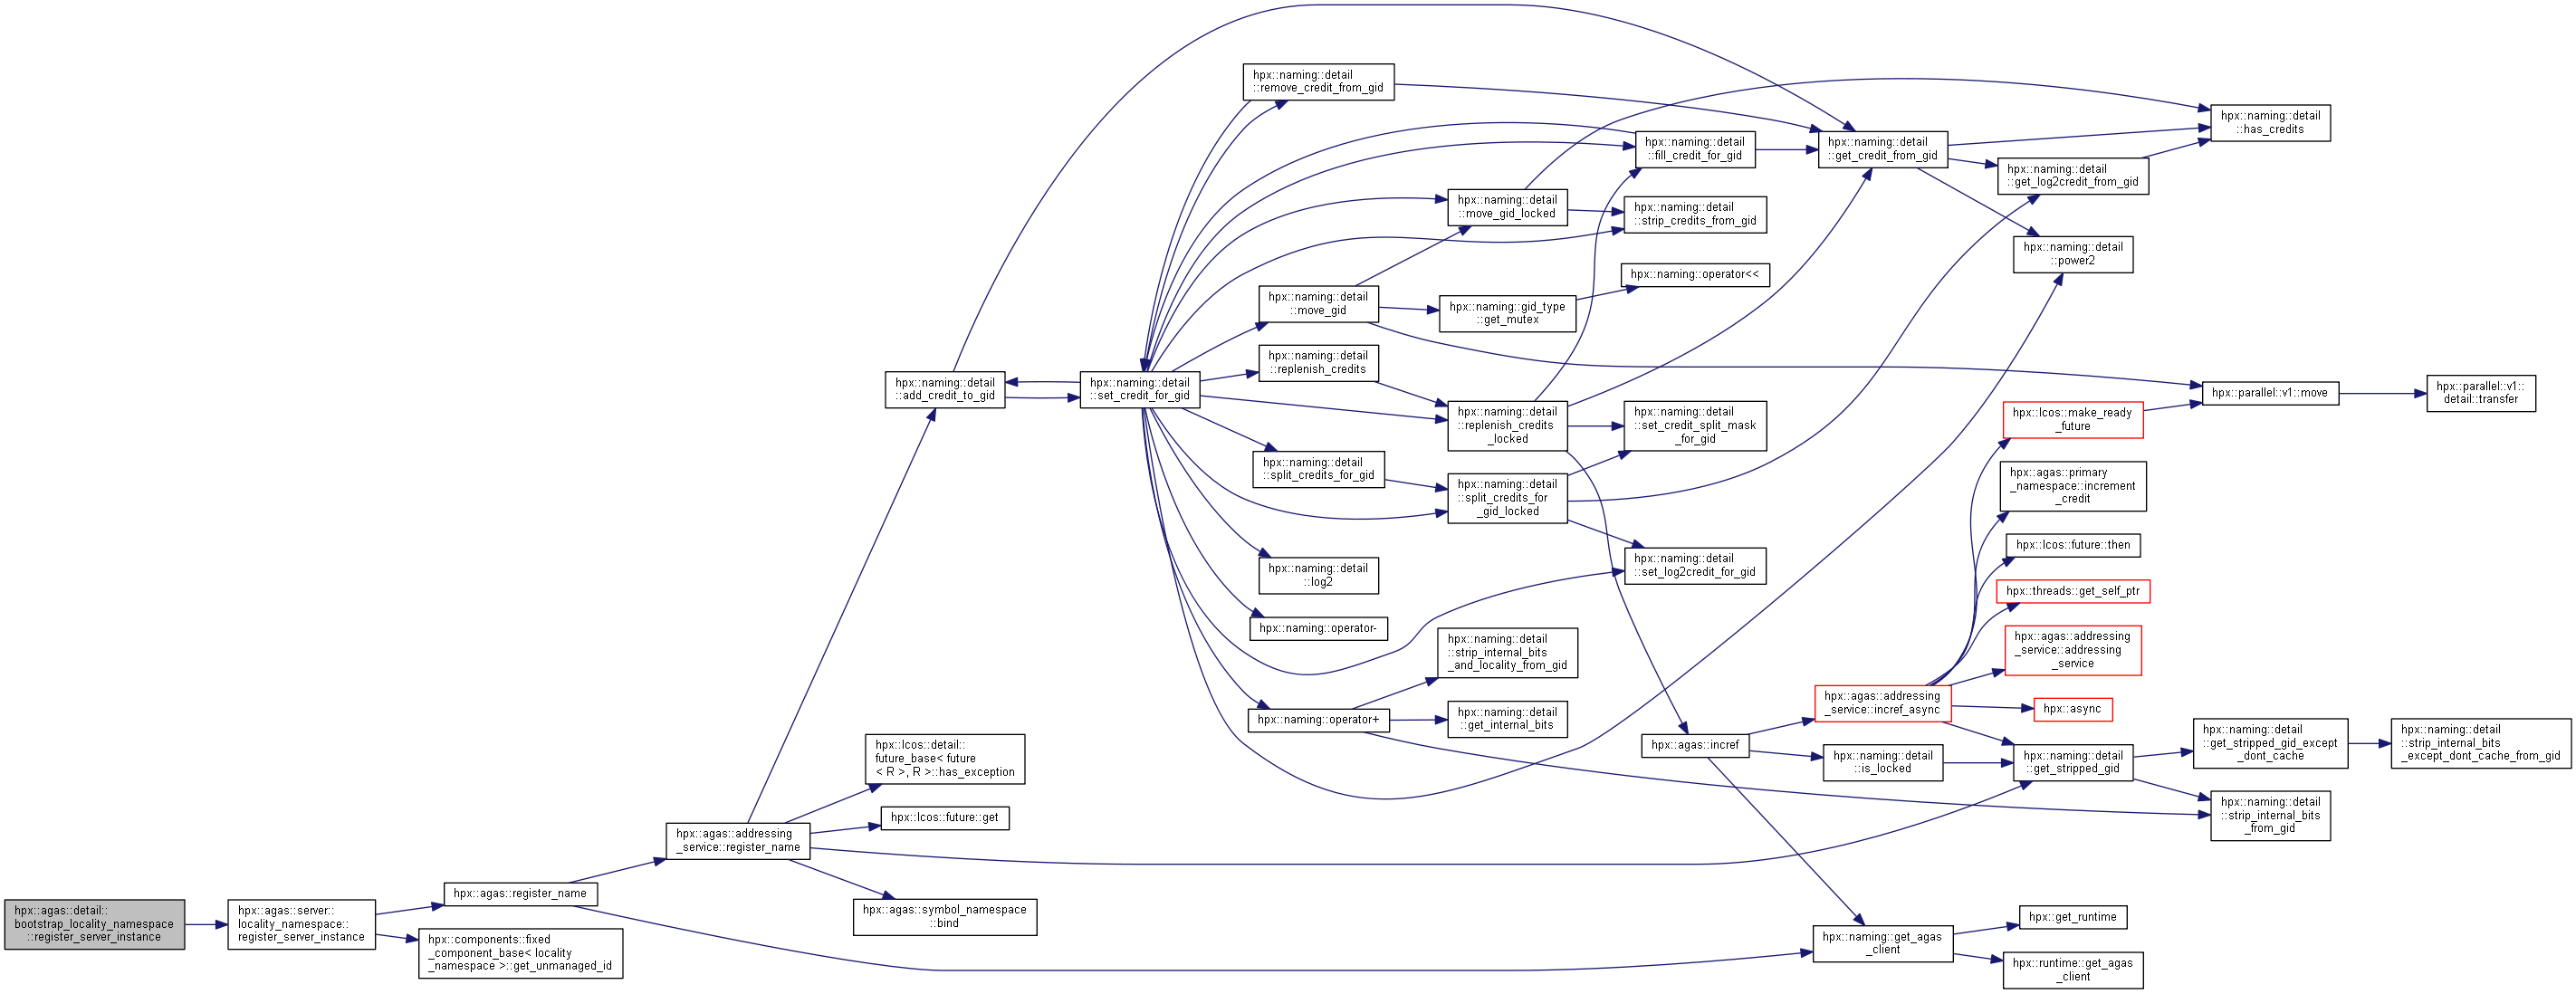 hpx::agas::detail::
bootstrap_locality_namespace
::register_server_instance
hpx::agas::server::
locality_namespace::
register_server_instance
hpx::agas::register_name
hpx::components::fixed
_component_base< locality
_namespace >::get_unmanaged_id
hpx::agas::addressing
_service::register_name
hpx::naming::detail
::add_credit_to_gid
hpx::lcos::detail::
future_base< future
< R >, R >::has_exception
hpx::lcos::future::get
hpx::agas::symbol_namespace
::bind
hpx::naming::detail
::set_credit_for_gid
hpx::naming::detail
::remove_credit_from_gid
hpx::naming::detail
::move_gid
hpx::naming::detail
::replenish_credits
hpx::naming::detail
::split_credits_for_gid
hpx::naming::detail
::log2
hpx::naming::operator-
hpx::naming::operator+
hpx::naming::detail
::move_gid_locked
hpx::naming::gid_type
::get_mutex
hpx::naming::detail
::replenish_credits
_locked
hpx::naming::detail
::split_credits_for
_gid_locked
hpx::naming::detail
::strip_internal_bits
_and_locality_from_gid
hpx::naming::detail
::get_internal_bits
hpx::naming::detail
::fill_credit_for_gid
hpx::naming::detail
::strip_credits_from_gid
hpx::naming::operator<<
hpx::naming::detail
::set_credit_split_mask
_for_gid
hpx::naming::detail
::set_log2credit_for_gid
hpx::agas::incref
hpx::naming::detail
::get_credit_from_gid
hpx::agas::addressing
_service::incref_async
hpx::naming::detail
::is_locked
hpx::naming::get_agas
_client
hpx::naming::detail
::get_log2credit_from_gid
hpx::naming::detail
::power2
hpx::lcos::make_ready
_future
hpx::agas::primary
_namespace::increment
_credit
hpx::lcos::future::then
hpx::threads::get_self_ptr
hpx::agas::addressing
_service::addressing
_service
hpx::async
hpx::naming::detail
::get_stripped_gid
hpx::get_runtime
hpx::runtime::get_agas
_client
hpx::naming::detail
::has_credits
hpx::parallel::v1::move
hpx::naming::detail
::get_stripped_gid_except
_dont_cache
hpx::naming::detail
::strip_internal_bits
_from_gid
hpx::parallel::v1::
detail::transfer
hpx::naming::detail
::strip_internal_bits
_except_dont_cache_from_gid